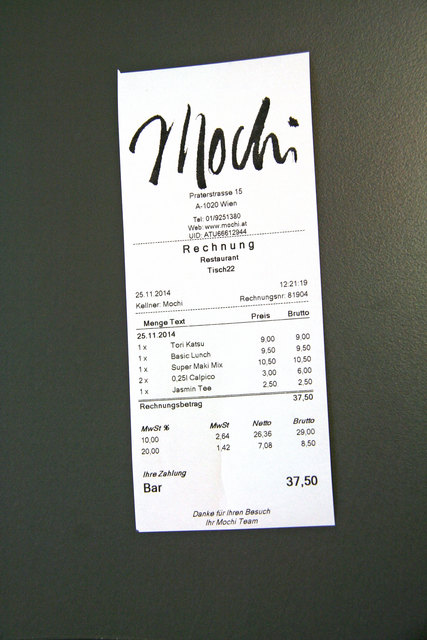 Mochi
Praterstrasse 15
A-1020 Wien
Tel: 01/9251380
Web: www.mochi.at
UID: ATU66612944
Rechnung
Restaurant
Tisch22
25.11.2014 12:21:19
Kellner: Mochi Rechnungsnr: 81904
Menge Text Preis Brutto
25.11.2014
1 x Tori Katsu 9,00 9,00
1 x Basic Lunch 9,50 9,50
1 x Super Maki Mix 10,50 10,50
2 x 0,25l Calpico 3,00 6,00
1 x Jasmin Tee 2,50 2,50
Rechnungsbetrag 37,50
MwSt % MwSt Netto Brutto
10,00 2,64 26,36 29,00
20,00 1,42 7,08 8,50
Ihre Zahlung
Bar 37,50
Danke für Ihren Besuch
Ihr Mochi Team